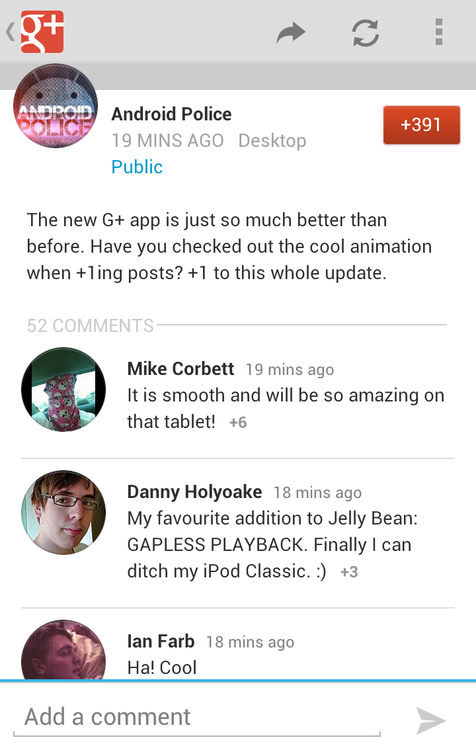 g+
ANDROID
POLICE
Android Police
19 MINS AGO Desktop
Public
+391
The new G+ app is just so much better than
before. Have you checked out the cool animation
when +1ing posts? +1 to this whole update.
52 COMMENTS
Mike Corbett 19 mins ago
It is smooth and will be so amazing on
that tablet! +6
Danny Holyoake 18 mins ago
My favourite addition to Jelly Bean:
GAPLESS PLAYBACK. Finally I can
ditch my iPod Classic. :) +3
Ian Farb 18 mins ago
Ha! Cool
Add a comment